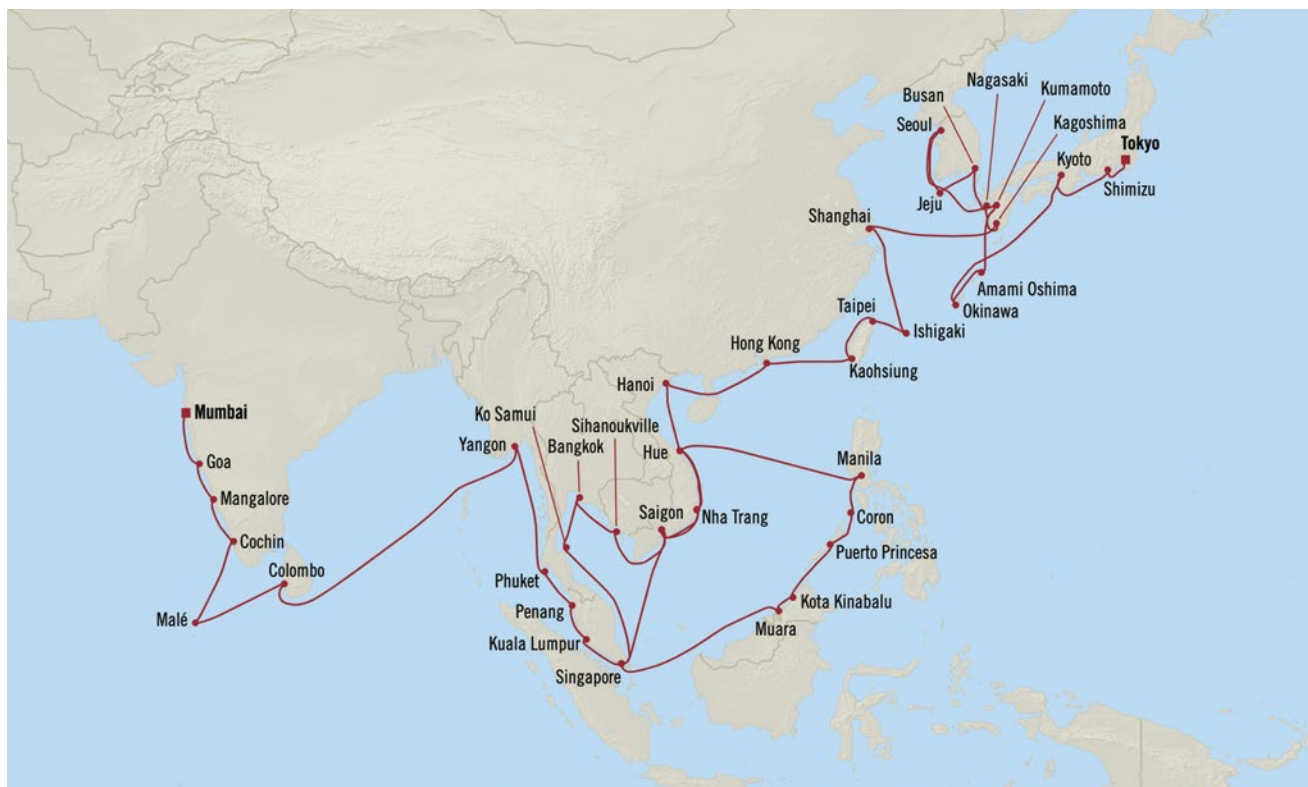 Nagasaki
Busan
Kumamoto
Seoul
Kagoshima
Tokyo
Kyoto
Shimizu
Jeju
Shanghai
Amami Oshima
Okinawa
Taipei
Ishigaki
Hong Kong
Kaohsiung
Hanoi
Mumbai
Ko Samui
Sihanoukville
Yangon
Bangkok
Hue
Manila
Goa
Mangalore
Saigon
Nha Trang
Coron
Cochin
Puerto Princesa
Colombo
Phuket
Kota Kinabalu
Malé
Penang
Muara
Kuala Lumpur
Singapore